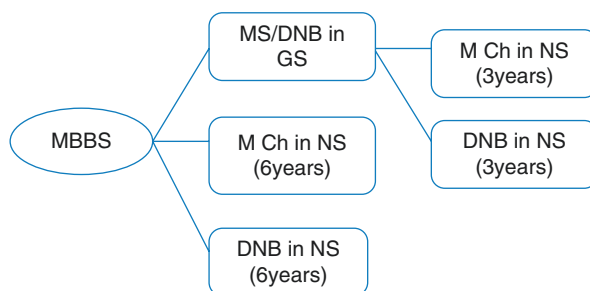 MBBS
MS/DNB in
GS
M Ch in NS
(6years)
DNB in NS
(6years)
M Ch in NS
(3years)
DNB in NS
(3years)